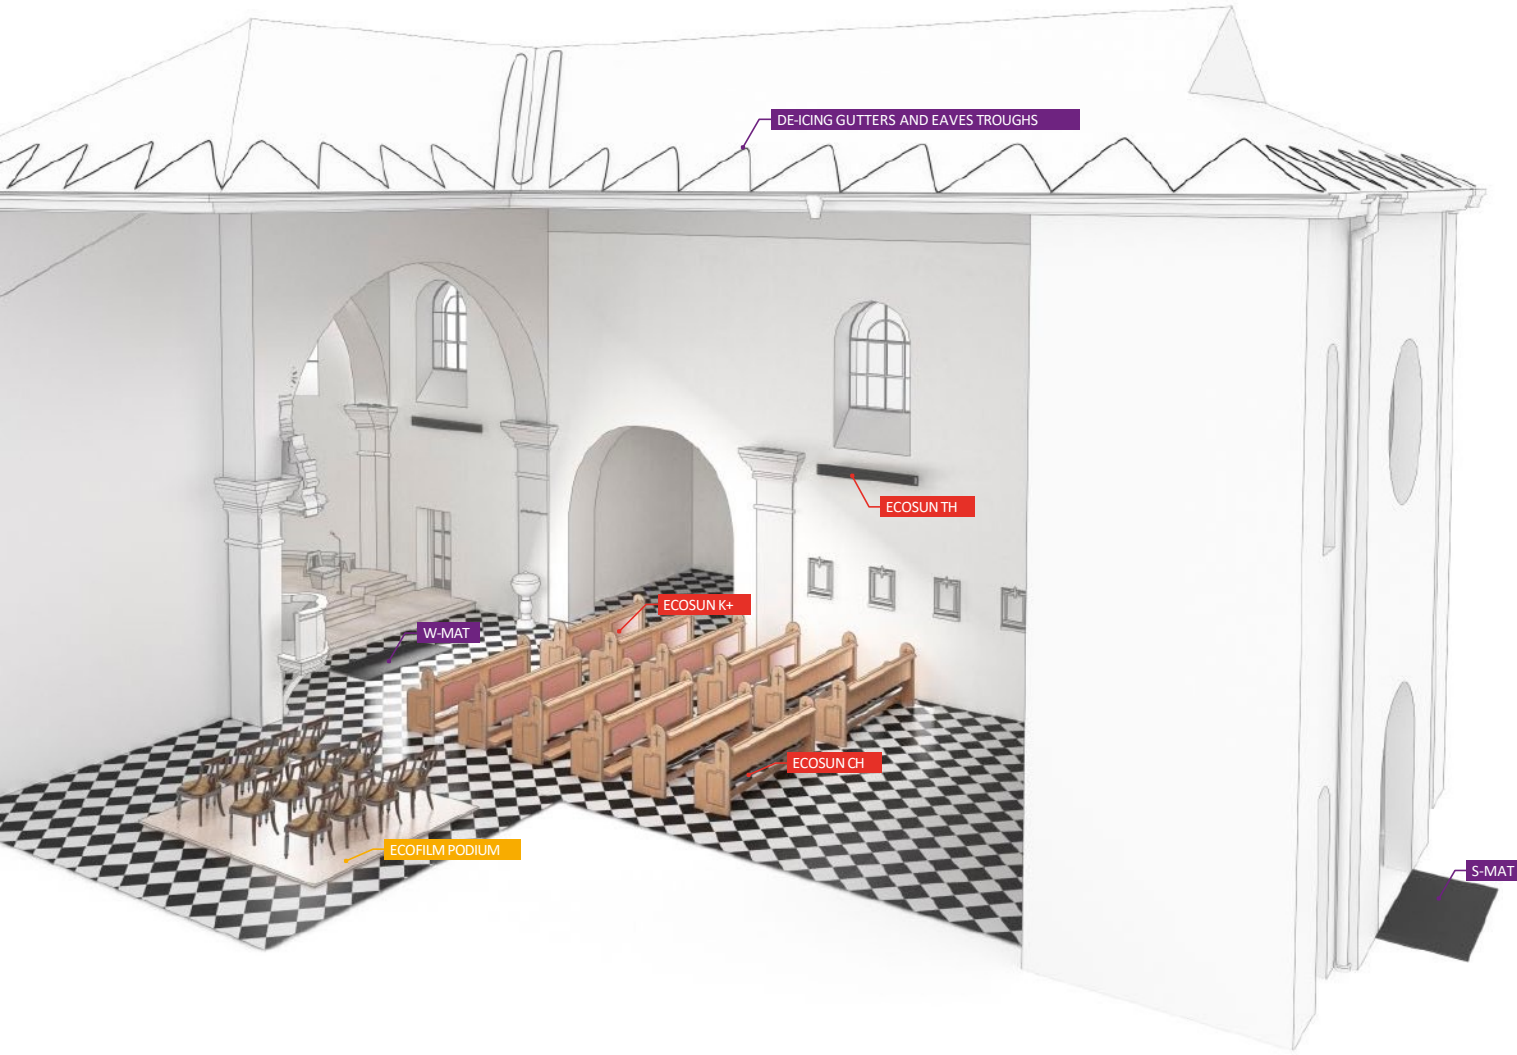 DE-ICING GUTTERS AND EAVES TROUGHS
ECOSUN TH
ECOSUN K+
W-MAT
ECOSUN CH
ECOFILM PODIUM
S-MAT